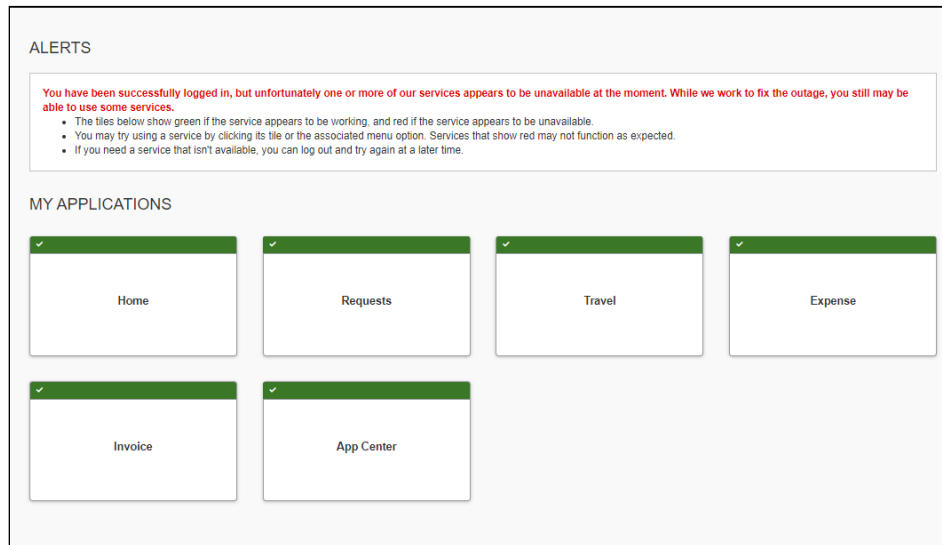 ALERTS
You have been successfully logged in, but unfortunately one or more of our services appears to be unavailable at the moment. While we work to fix the outage, you still may be
able to use some services.
• The tiles below show green if the service appears to be working, and red if the service appears to be unavailable.
• You may try using a service by clicking its tile or the associated menu option. Services that show red may not function as expected.
• If you need a service that isn't available, you can log out and try again at a later time.
MY APPLICATIONS
Home
Requests
Travel
Expense
Invoice
App Center